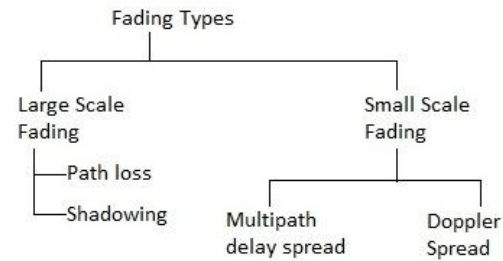 Fading Types
Large Scale
Fading
Path loss
Shadowing
Small Scale
Fading
Multipath
delay spread
Doppler
Spread